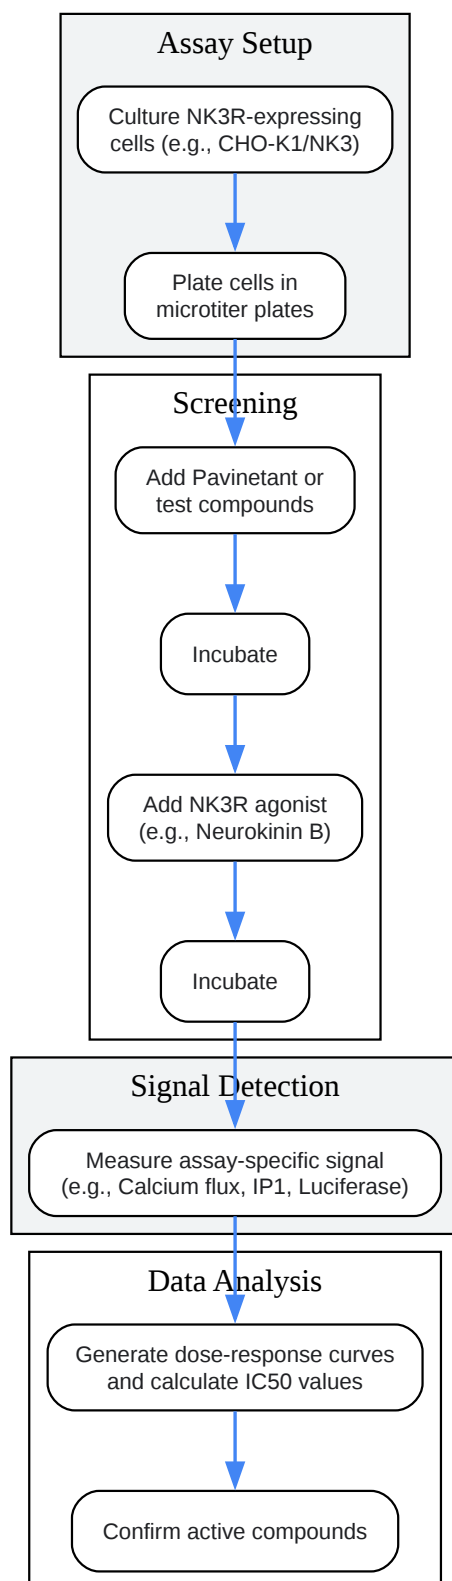 Assay Setup
Culture NK3R-expressing
cells (e.g., CHO-K1/NK3)
Plate cells in
microtiter plates
Screening
Add Pavinetant or
test compounds
Incubate
Add NK3R agonist
(e.g., Neurokinin B)
Incubate
Signal Detection
Measure assay-specific signal
(e.g., Calcium flux, IP1, Luciferase)
Data Analysis
Generate dose-response curves
and calculate IC50 values
Confirm active compounds